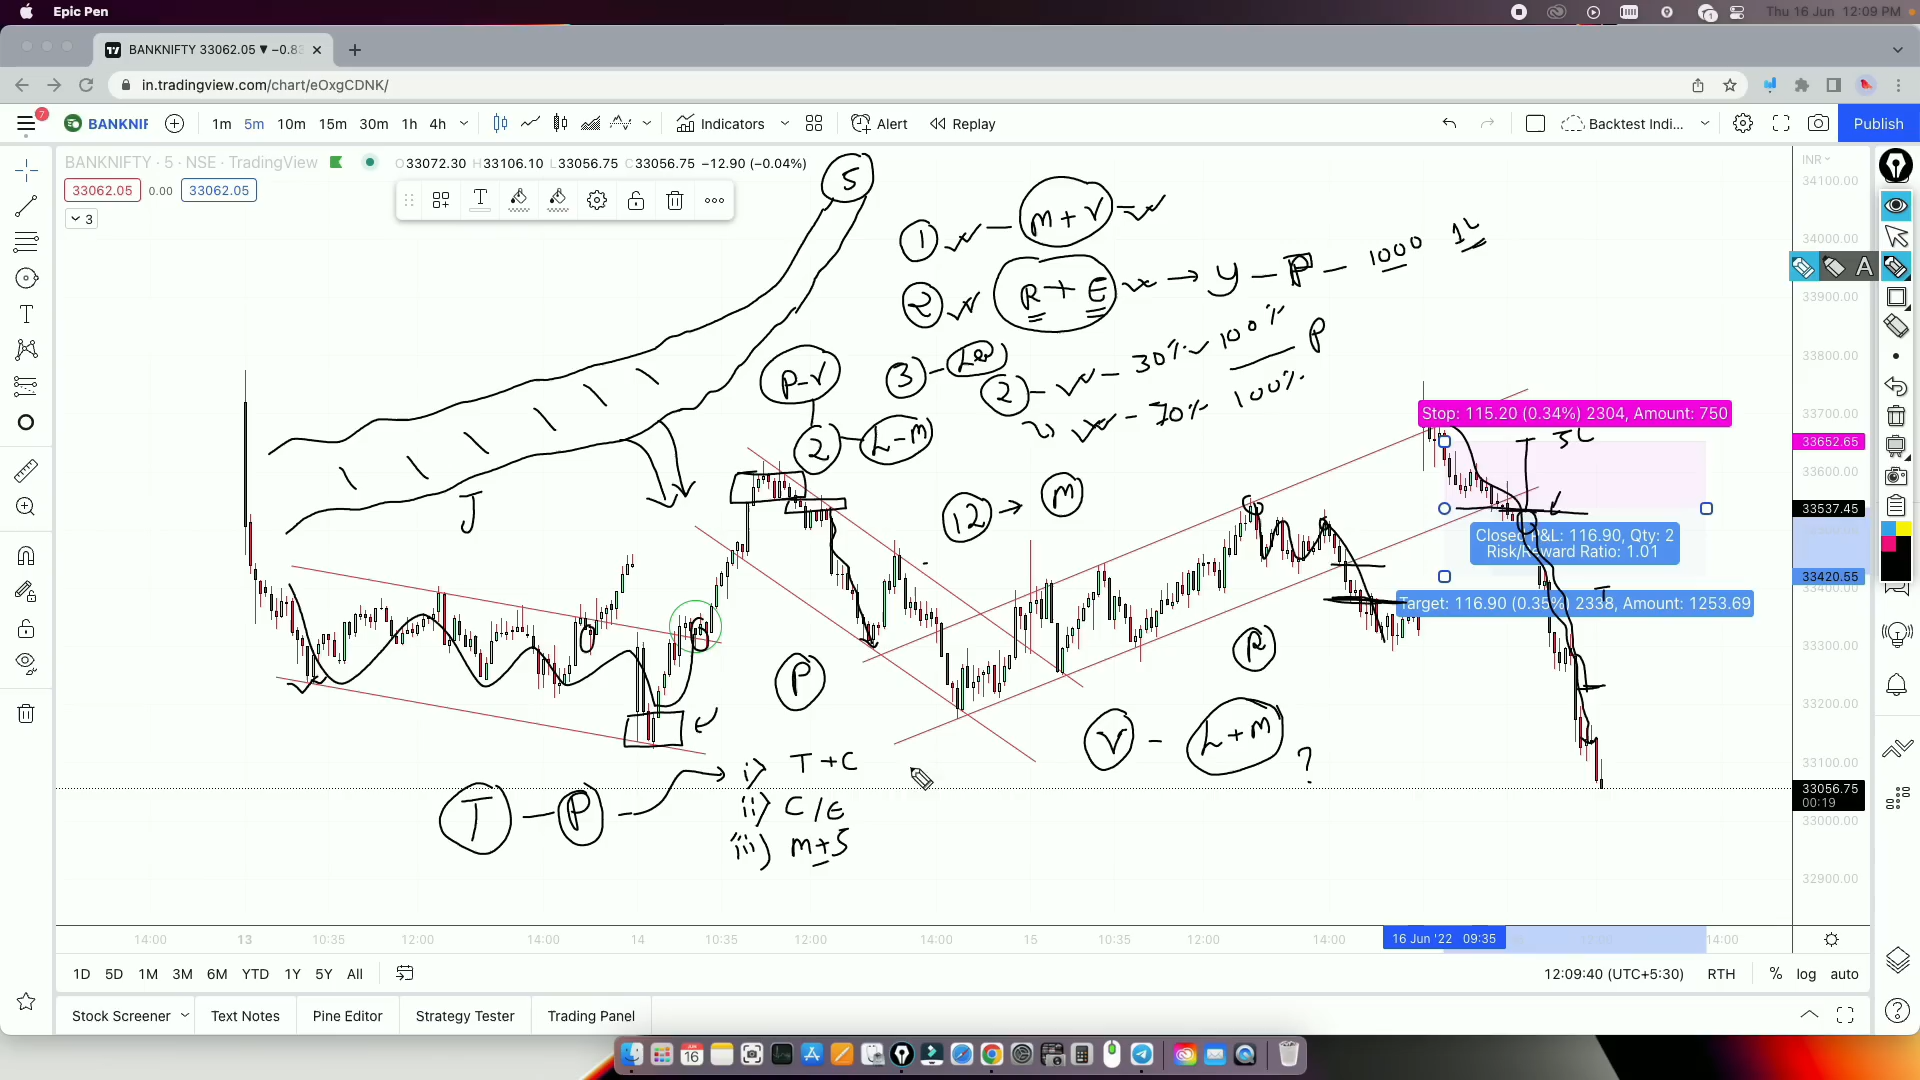 Epic Pen
Thu 16 Jun 12:09 PM
BANKNIFTY 33062.05 ▼ −0.83
in.tradingview.com/chart/eOxgCDNK/
7
BANKNIF
1m 5m 10m 15m 30m 1h 4h
Indicators
Alert
Replay
Backtest Indi...
Publish
BANKNIFTY · 5 · NSE · TradingView
O33072.30 H33106.10 L33056.75 C33056.75 −12.90 (−0.04%)
33062.05 0.00 33062.05
3
INR
34100.00
34000.00
33900.00
33800.00
33700.00
33652.65
33600.00
33537.45
33420.55
33400.00
33300.00
33200.00
33100.00
33056.75
00:19
33000.00
32900.00
5
1 — M+V
2 R+E → Y — P — 1000 1L
3 —
2 — 30% 100% P
70% 100%
P-V
2 — L-M
J
12 → M
Stop: 115.20 (0.34%) 2304, Amount: 750
SL
Closed P&L: 116.90, Qty: 2
Risk/Reward Ratio: 1.01
Target: 116.90 (0.35%) 2338, Amount: 1253.69
T
P
R
V — L+M ?
T — P —
i) T+C
ii) C/E
iii) M+S
14:00 13 10:35 12:00 14:00 14 10:35 12:00 14:00 15 10:35 12:00 14:00 16 Jun '22 09:35 12:00 14:00
1D 5D 1M 3M 6M YTD 1Y 5Y All
12:09:40 (UTC+5:30) RTH % log auto
Stock Screener Text Notes Pine Editor Strategy Tester Trading Panel